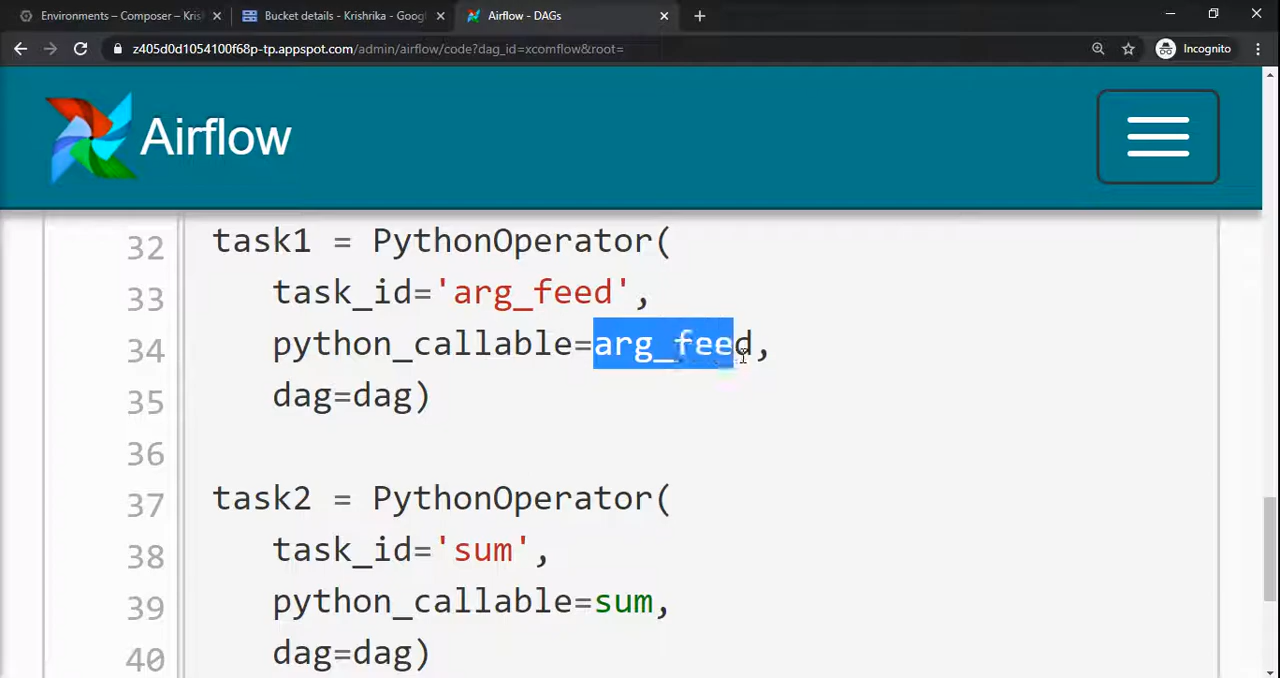 Environments – Composer – Kris
Bucket details - Krishrika - Goog
Airflow - DAGs
z405d0d1054100f68p-tp.appspot.com/admin/airflow/code?dag_id=xcomflow&root=
Incognito
Airflow
32 task1 = PythonOperator(
33 task_id='arg_feed',
34 python_callable=arg_feed,
35 dag=dag)
36
37 task2 = PythonOperator(
38 task_id='sum',
39 python_callable=sum,
40 dag=dag)